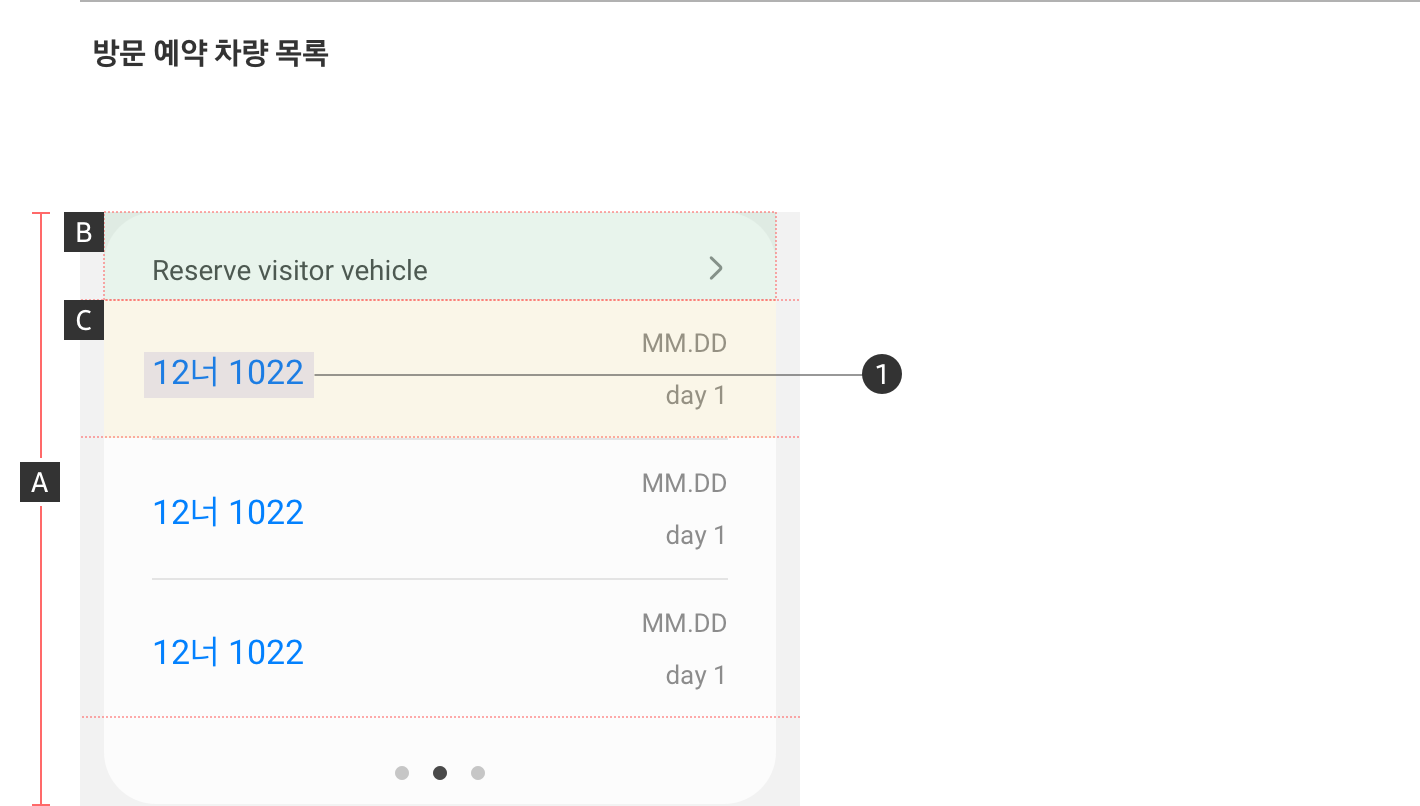 방문 예약 차량 목록
B
Reserve visitor vehicle
C
MM.DD
12너 1022
1
day 1
A
MM.DD
12너 1022
day 1
MM.DD
12너 1022
day 1